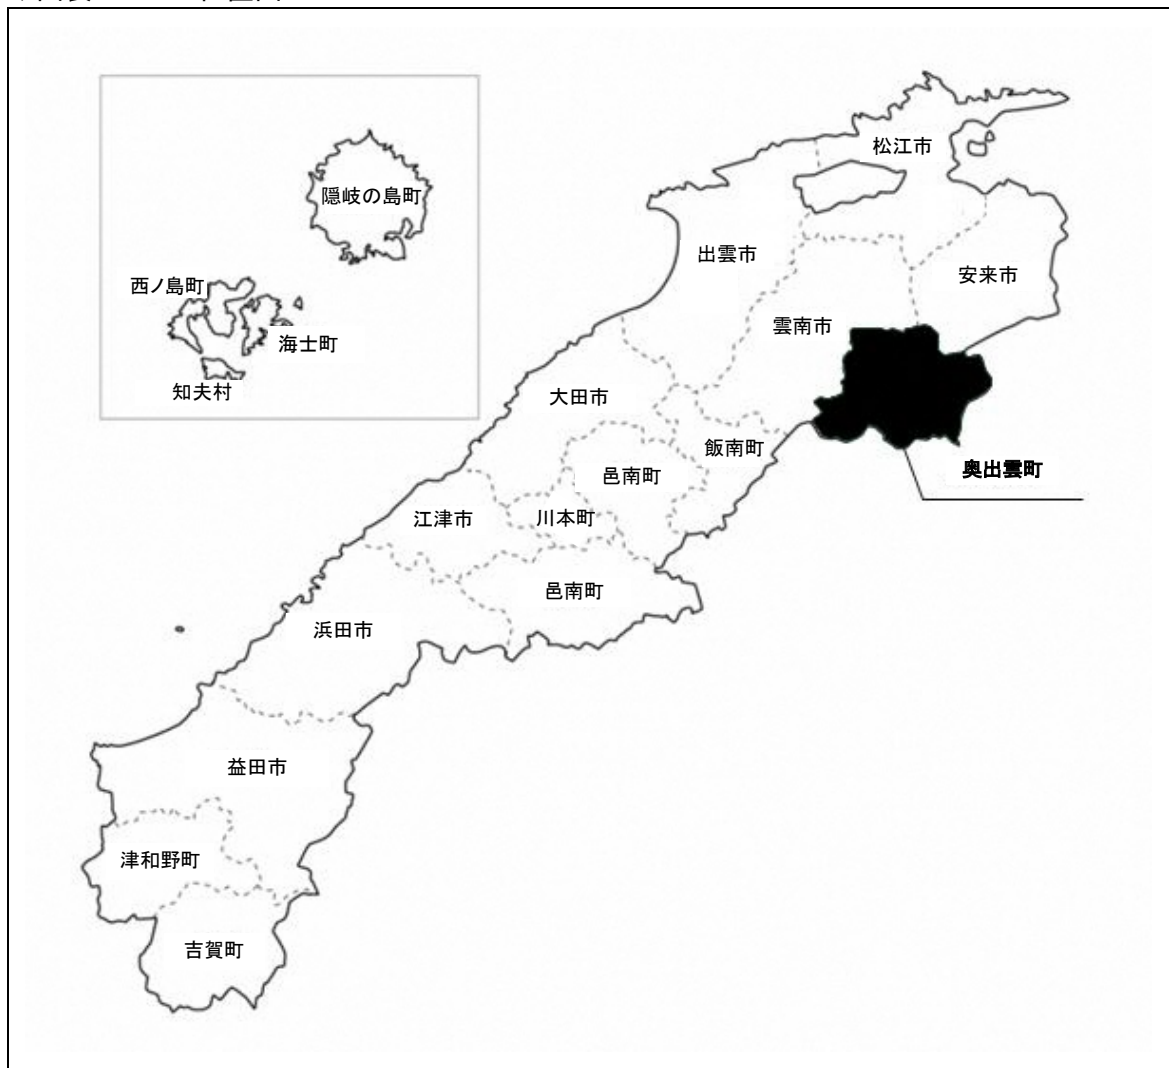 松江市
隠岐の島町
出雲市
安来市
西ノ島町
雲南市
海士町
知夫村
大田市
飯南町
邑南町
奥出雲町
江津市
川本町
邑南町
浜田市
益田市
津和野町
吉賀町